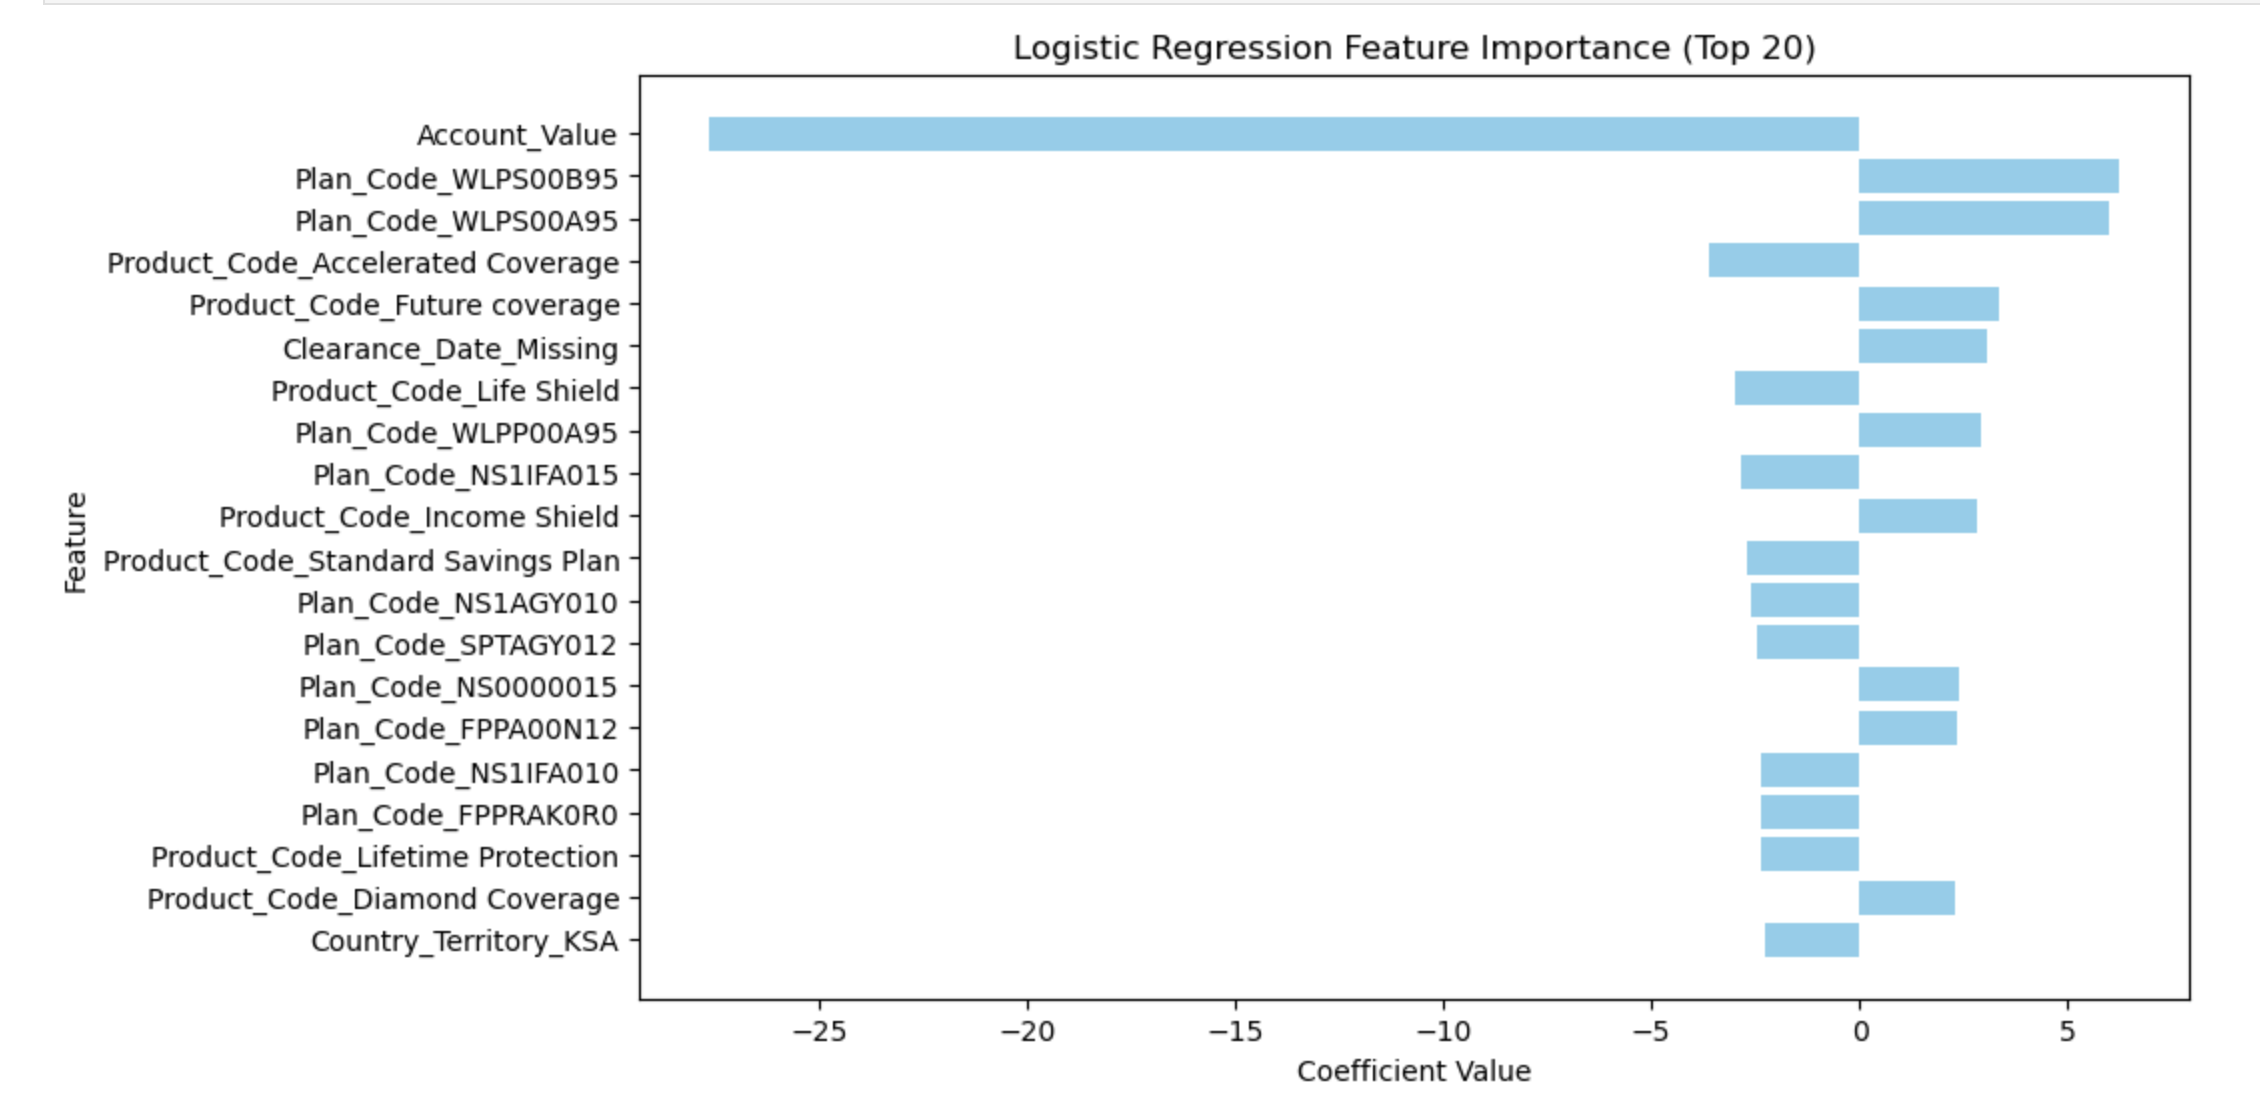 Logistic Regression Feature Importance (Top 20)
Account_Value
Plan_Code_WLPS00B95
Plan_Code_WLPS00A95
Product_Code_Accelerated Coverage
Product_Code_Future coverage
Clearance_Date_Missing
Product_Code_Life Shield
Plan_Code_WLPP00A95
Plan_Code_NS1IFA015
Product_Code_Income Shield
Product_Code_Standard Savings Plan
Plan_Code_NS1AGY010
Plan_Code_SPTAGY012
Plan_Code_NS0000015
Plan_Code_FPPA00N12
Plan_Code_NS1IFA010
Plan_Code_FPPRAK0R0
Product_Code_Lifetime Protection
Product_Code_Diamond Coverage
Country_Territory_KSA
Feature
−25 −20 −15 −10 −5 0 5
Coefficient Value